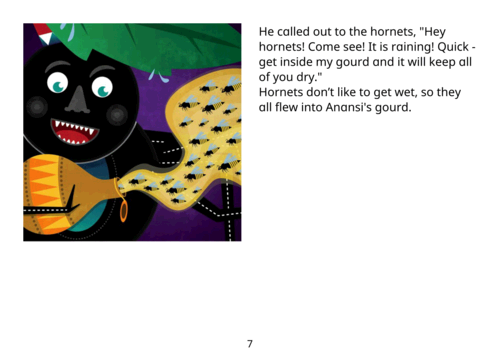 He called out to the hornets, "Hey
hornets! Come see! It is raining! Quick -
get inside my gourd and it will keep all
of you dry."
Hornets don’t like to get wet, so they
all flew into Anansi's gourd.
7